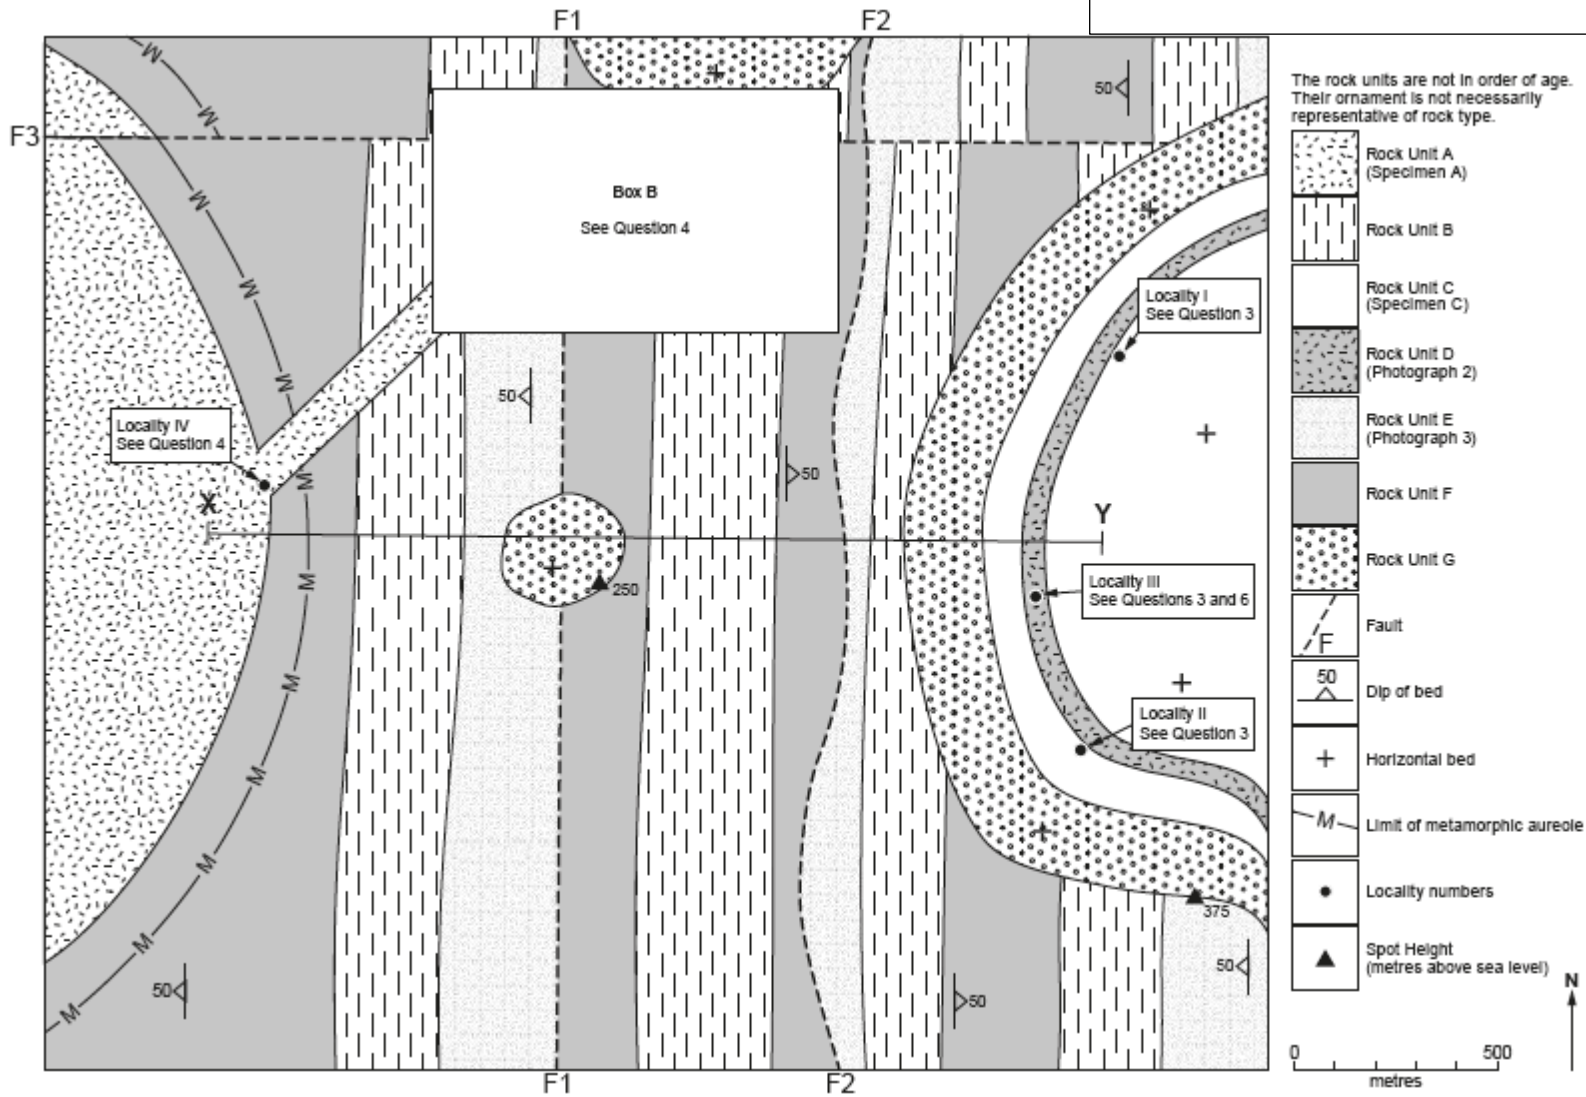 F1
F2
F3
M
M
50
The rock units are not in order of age.
Their ornament is not necessarily
representative of rock type.
Rock Unit A
(Specimen A)
Box B
See Question 4
M
Rock Unit B
M
Locality I
See Question 3
Rock Unit C
(Specimen C)
M
Rock Unit D
(Photograph 2)
50
Locality IV
See Question 4
Rock Unit E
(Photograph 3)
50
M
Rock Unit F
X
Y
Rock Unit G
M
250
Locality III
See Questions 3 and 6
F
Fault
50
Dip of bed
M
Locality II
See Question 3
Horizontal bed
M
M
Limit of metamorphic aureole
M
375
Locality numbers
M
50
50
50
Spot Height
(metres above sea level)
N
M
0
500
metres
F1
F2